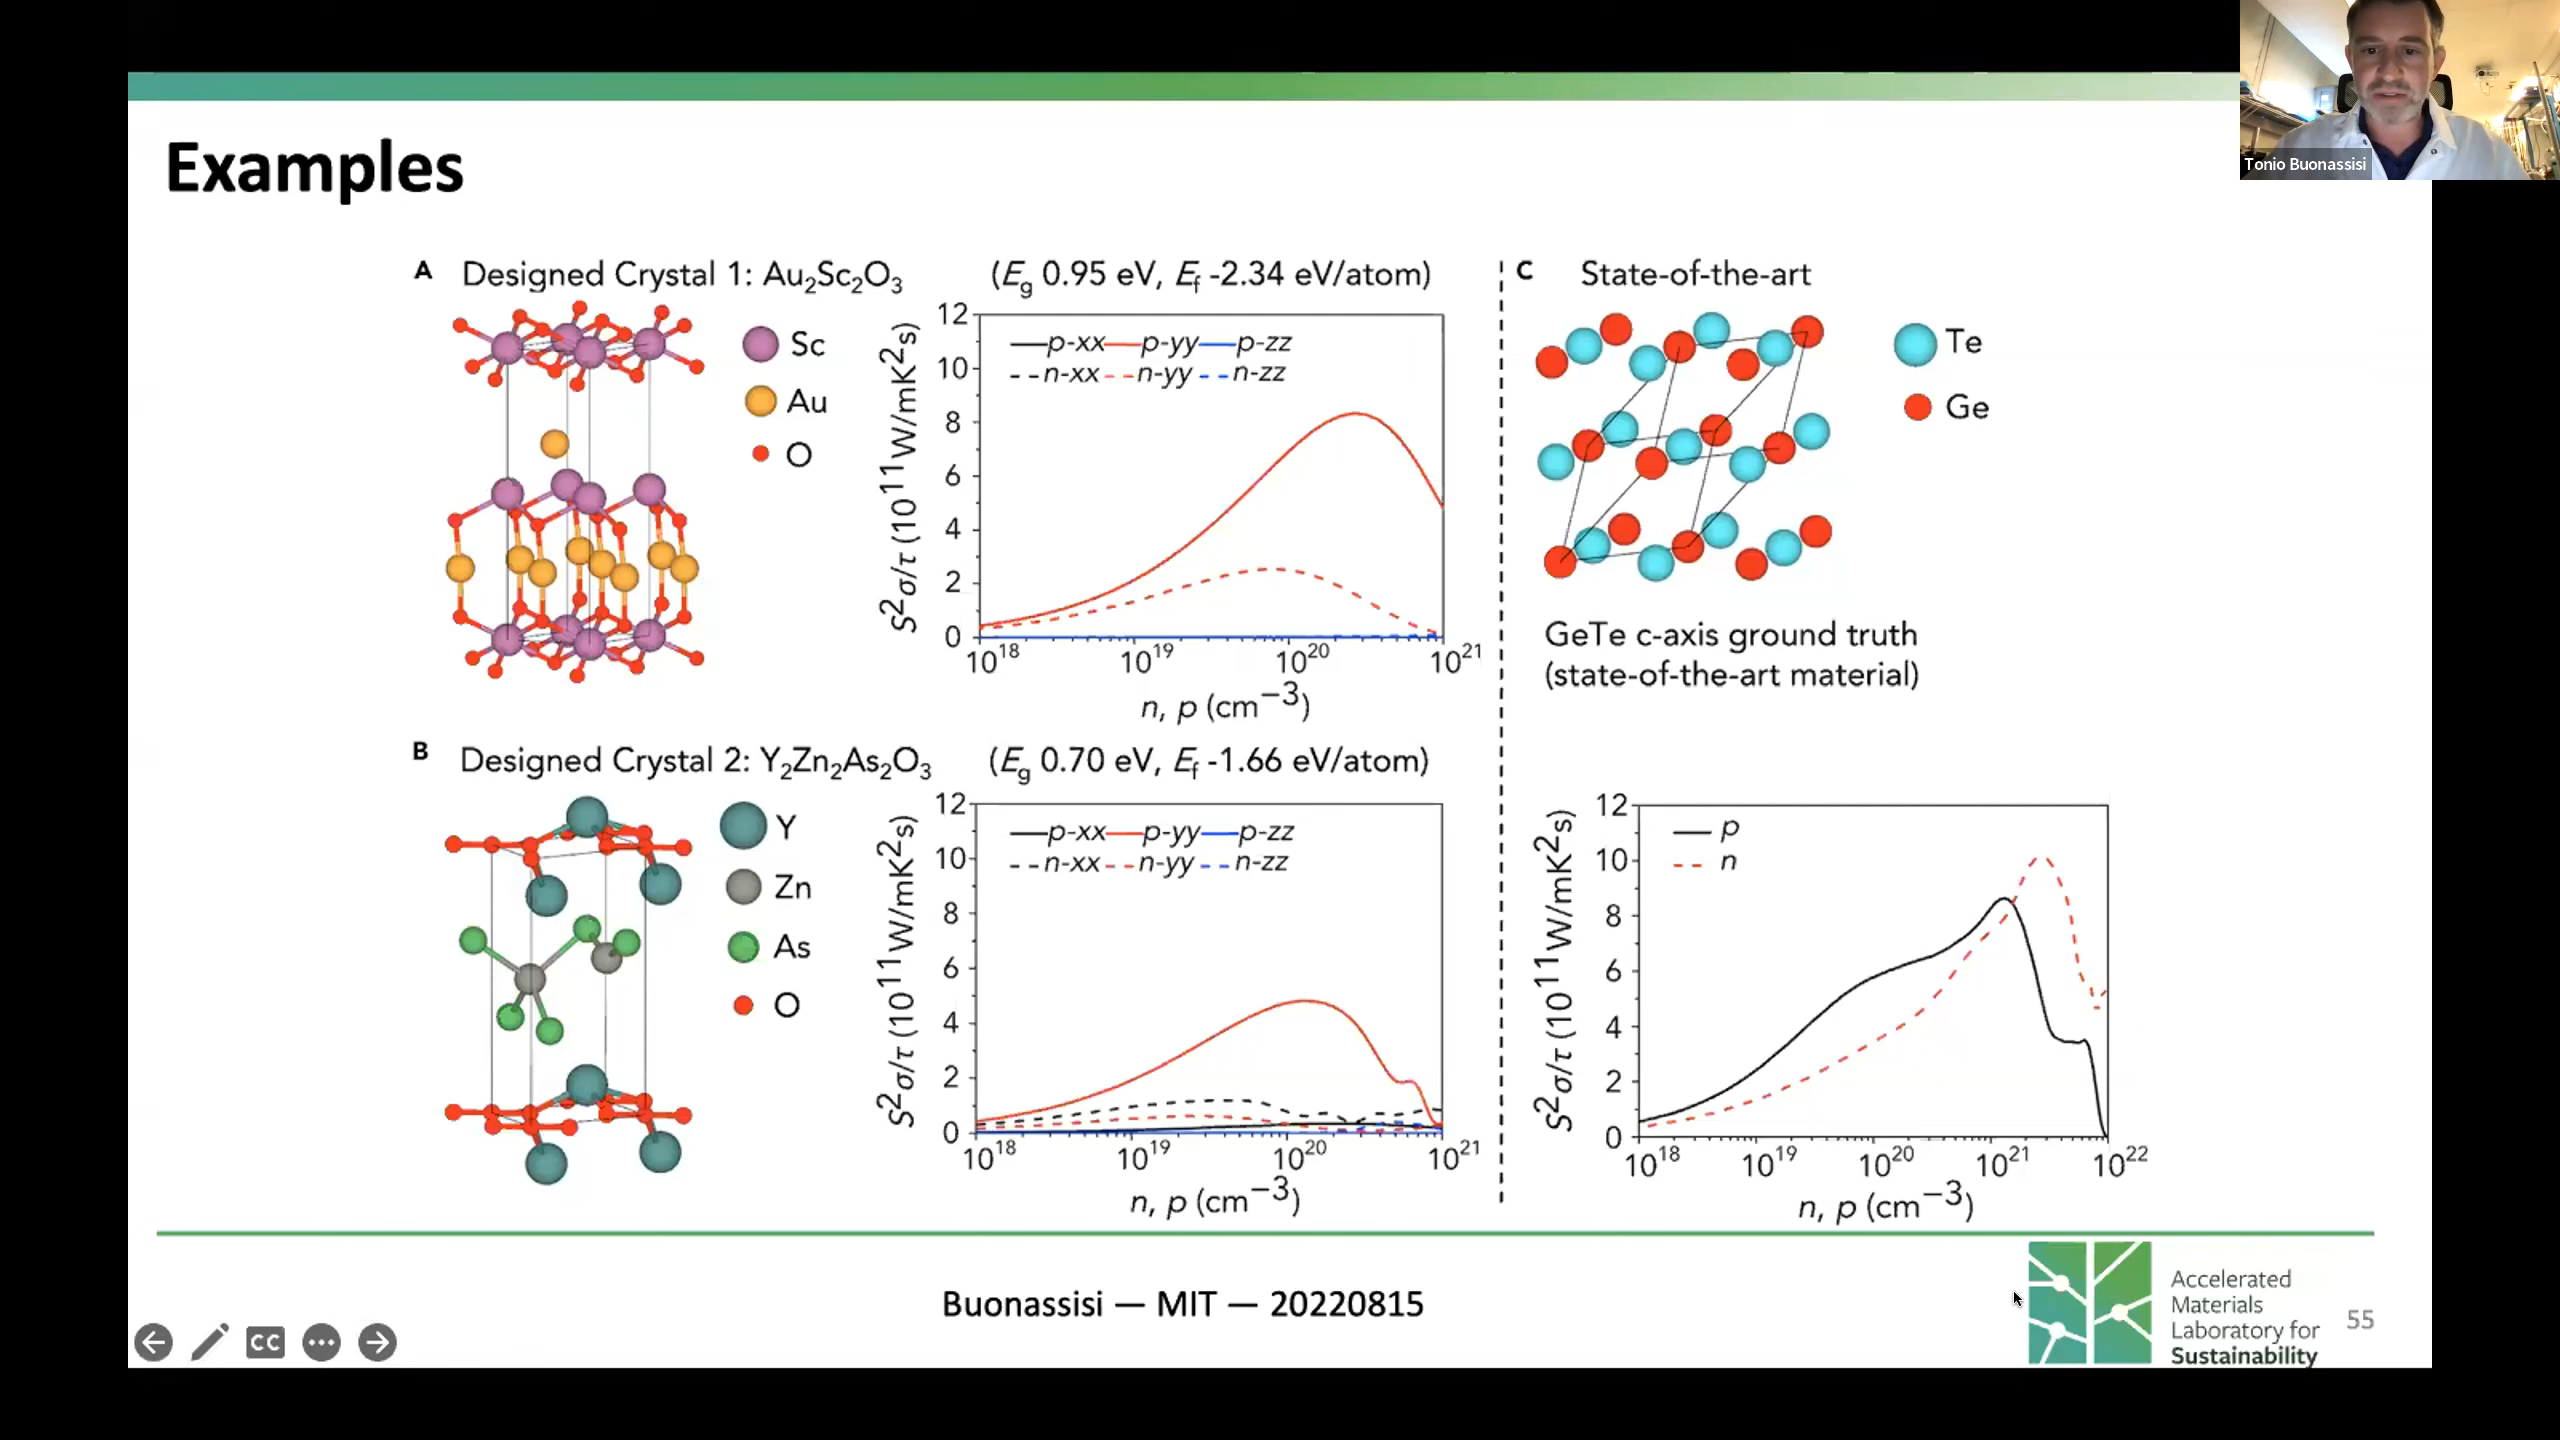 Tonio Buonassisi
Examples
A Designed Crystal 1: Au₂Sc₂O₃ (Eg 0.95 eV, Ef -2.34 eV/atom)
Sc
Au
O
S²σ/τ (10¹¹W/mK²s)
12
10
8
6
4
2
0
p-xx p-yy p-zz
n-xx n-yy n-zz
10¹⁸ 10¹⁹ 10²⁰ 10²¹
n, p (cm⁻³)
B Designed Crystal 2: Y₂Zn₂As₂O₃ (Eg 0.70 eV, Ef -1.66 eV/atom)
Y
Zn
As
O
S²σ/τ (10¹¹W/mK²s)
12
10
8
6
4
2
0
p-xx p-yy p-zz
n-xx n-yy n-zz
10¹⁸ 10¹⁹ 10²⁰ 10²¹
n, p (cm⁻³)
C State-of-the-art
Te
Ge
GeTe c-axis ground truth
(state-of-the-art material)
S²σ/τ (10¹¹W/mK²s)
12
10
8
6
4
2
0
p
n
10¹⁸ 10¹⁹ 10²⁰ 10²¹ 10²²
n, p (cm⁻³)
Buonassisi — MIT — 20220815
Accelerated
Materials
Laboratory for
Sustainability
55
CC